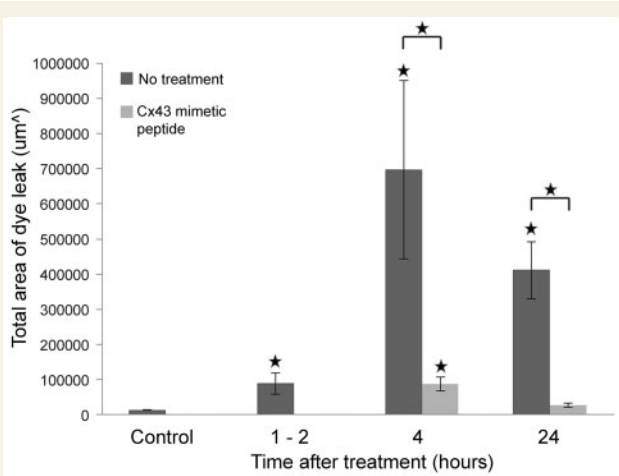 Total area of dye leak (um^)
1000000
900000
800000
700000
600000
500000
400000
300000
200000
100000
0
No treatment
Cx43 mimetic
peptide
Control
1 - 2
4
24
Time after treatment (hours)